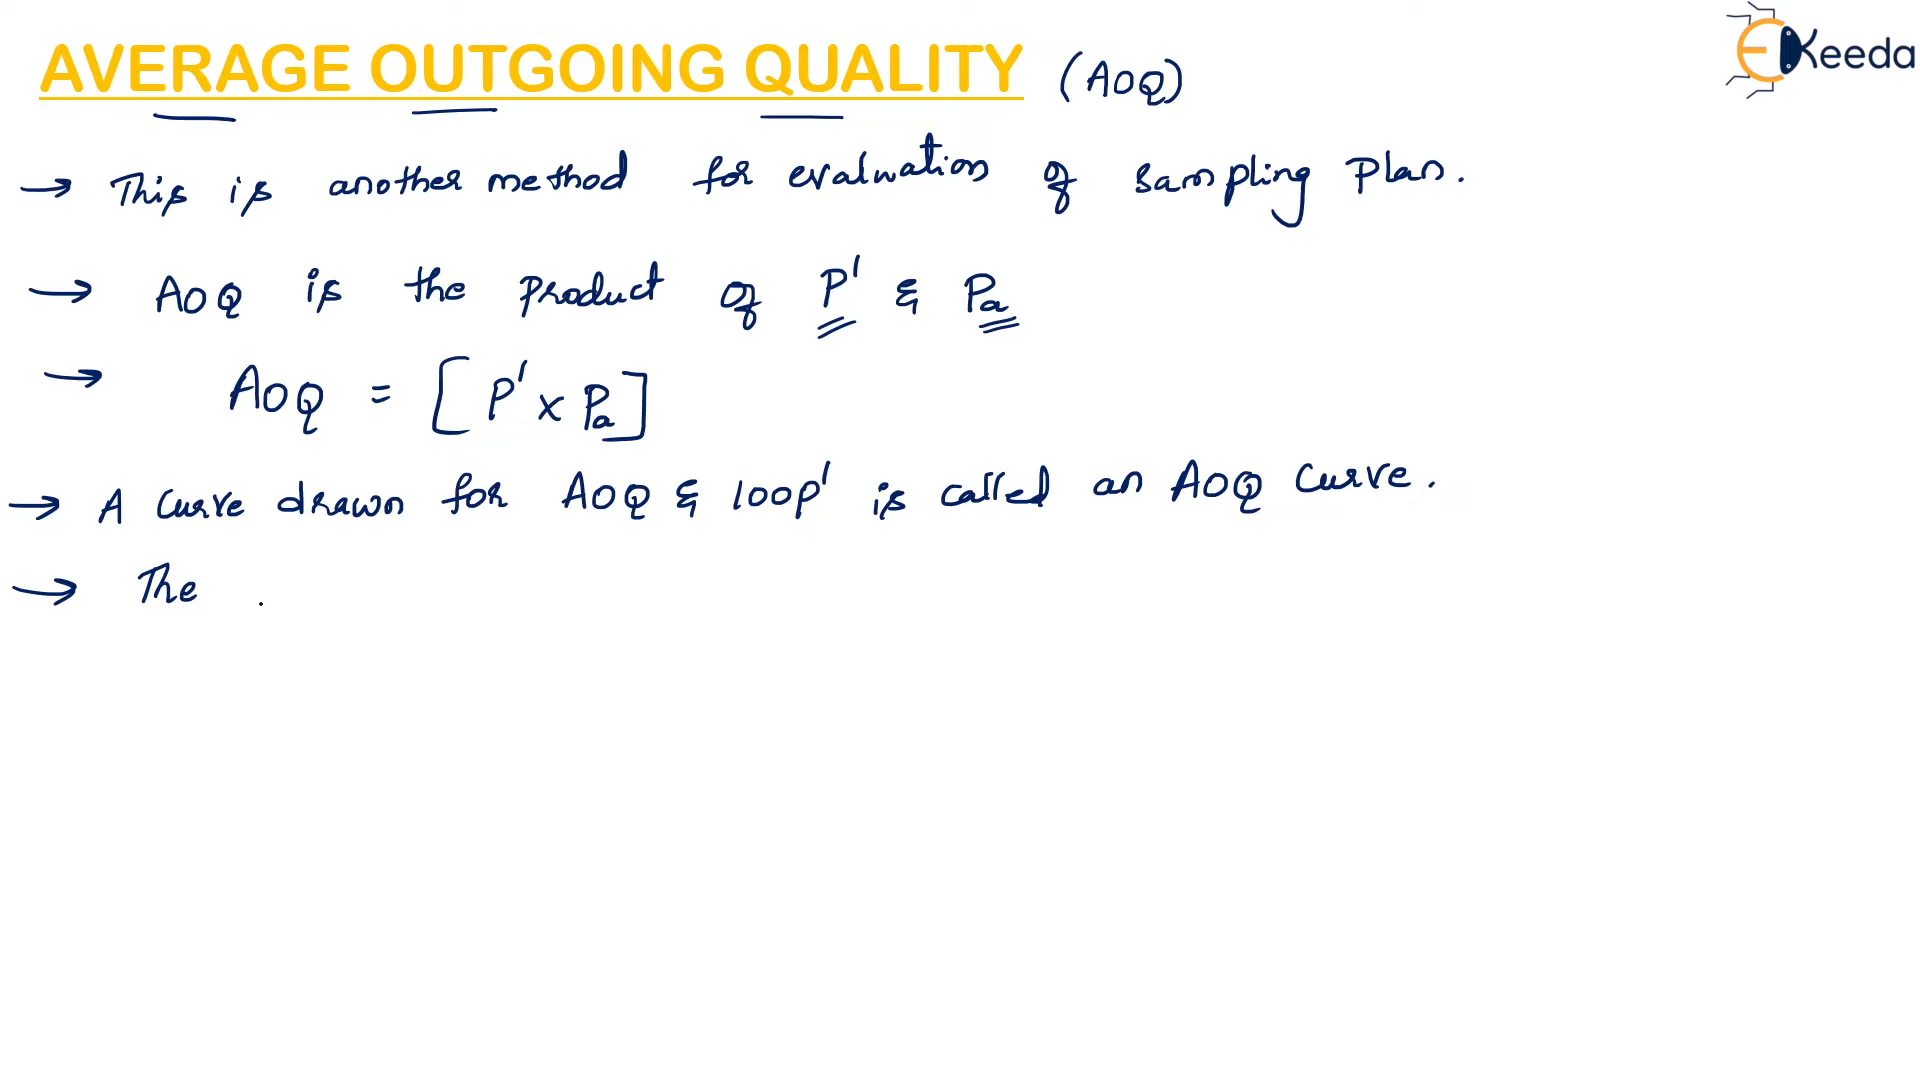 AVERAGE OUTGOING QUALITY (AOQ)
EKeeda
→ This is another method for evaluation of sampling Plan.
→ AOQ is the product of P' & Pa
→ AOQ = [P' x Pa]
→ A curve drawn for AOQ & 100p' is called an AOQ Curve.
→ The .